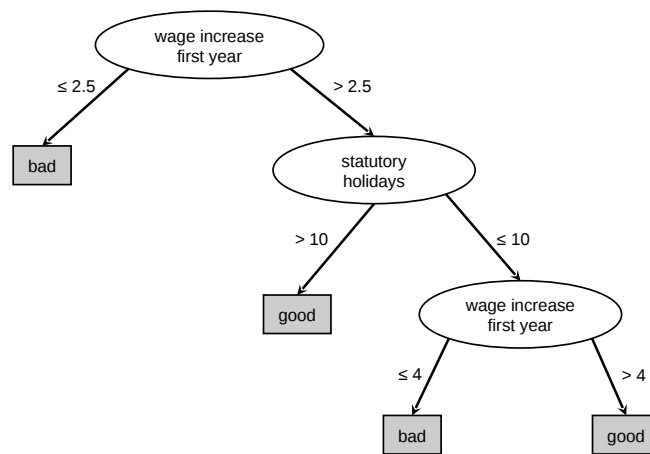 wage increase
first year
≤ 2.5
> 2.5
bad
statutory
holidays
> 10
≤ 10
good
wage increase
first year
≤ 4
> 4
bad
good